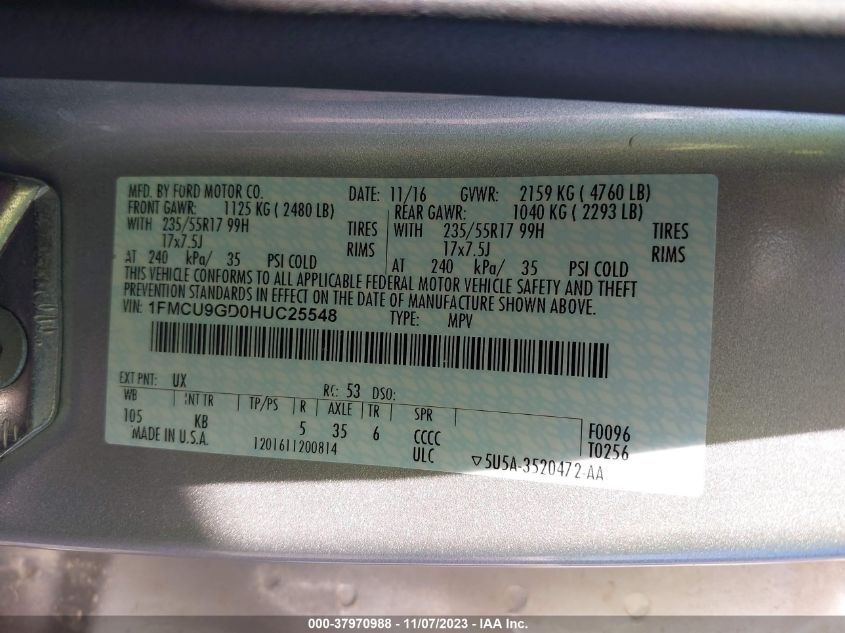 MFD. BY FORD MOTOR CO. DATE: 11/16 GVWR: 2159 KG ( 4760 LB)
FRONT GAWR: 1125 KG ( 2480 LB) REAR GAWR: 1040 KG ( 2293 LB)
WITH 235/55R17 99H TIRES WITH 235/55R17 99H TIRES
17x7.5J RIMS 17x7.5J RIMS
AT 240 kPa/ 35 PSI COLD AT 240 kPa/ 35 PSI COLD
THIS VEHICLE CONFORMS TO ALL APPLICABLE FEDERAL MOTOR VEHICLE SAFETY AND THEFT
PREVENTION STANDARDS IN EFFECT ON THE DATE OF MANUFACTURE SHOWN ABOVE.
VIN: 1FMCU9GD0HUC25548 TYPE: MPV
EXT PNT: UX RC: 53 DSO:
WB INT TR TP/PS R AXLE TR SPR
105 KB 5 35 6 CCCC F0096
MADE IN U.S.A. 1201611200814 ULC T0256
▽5U5A-3520472-AA
000-37970988 - 11/07/2023 - IAA Inc.